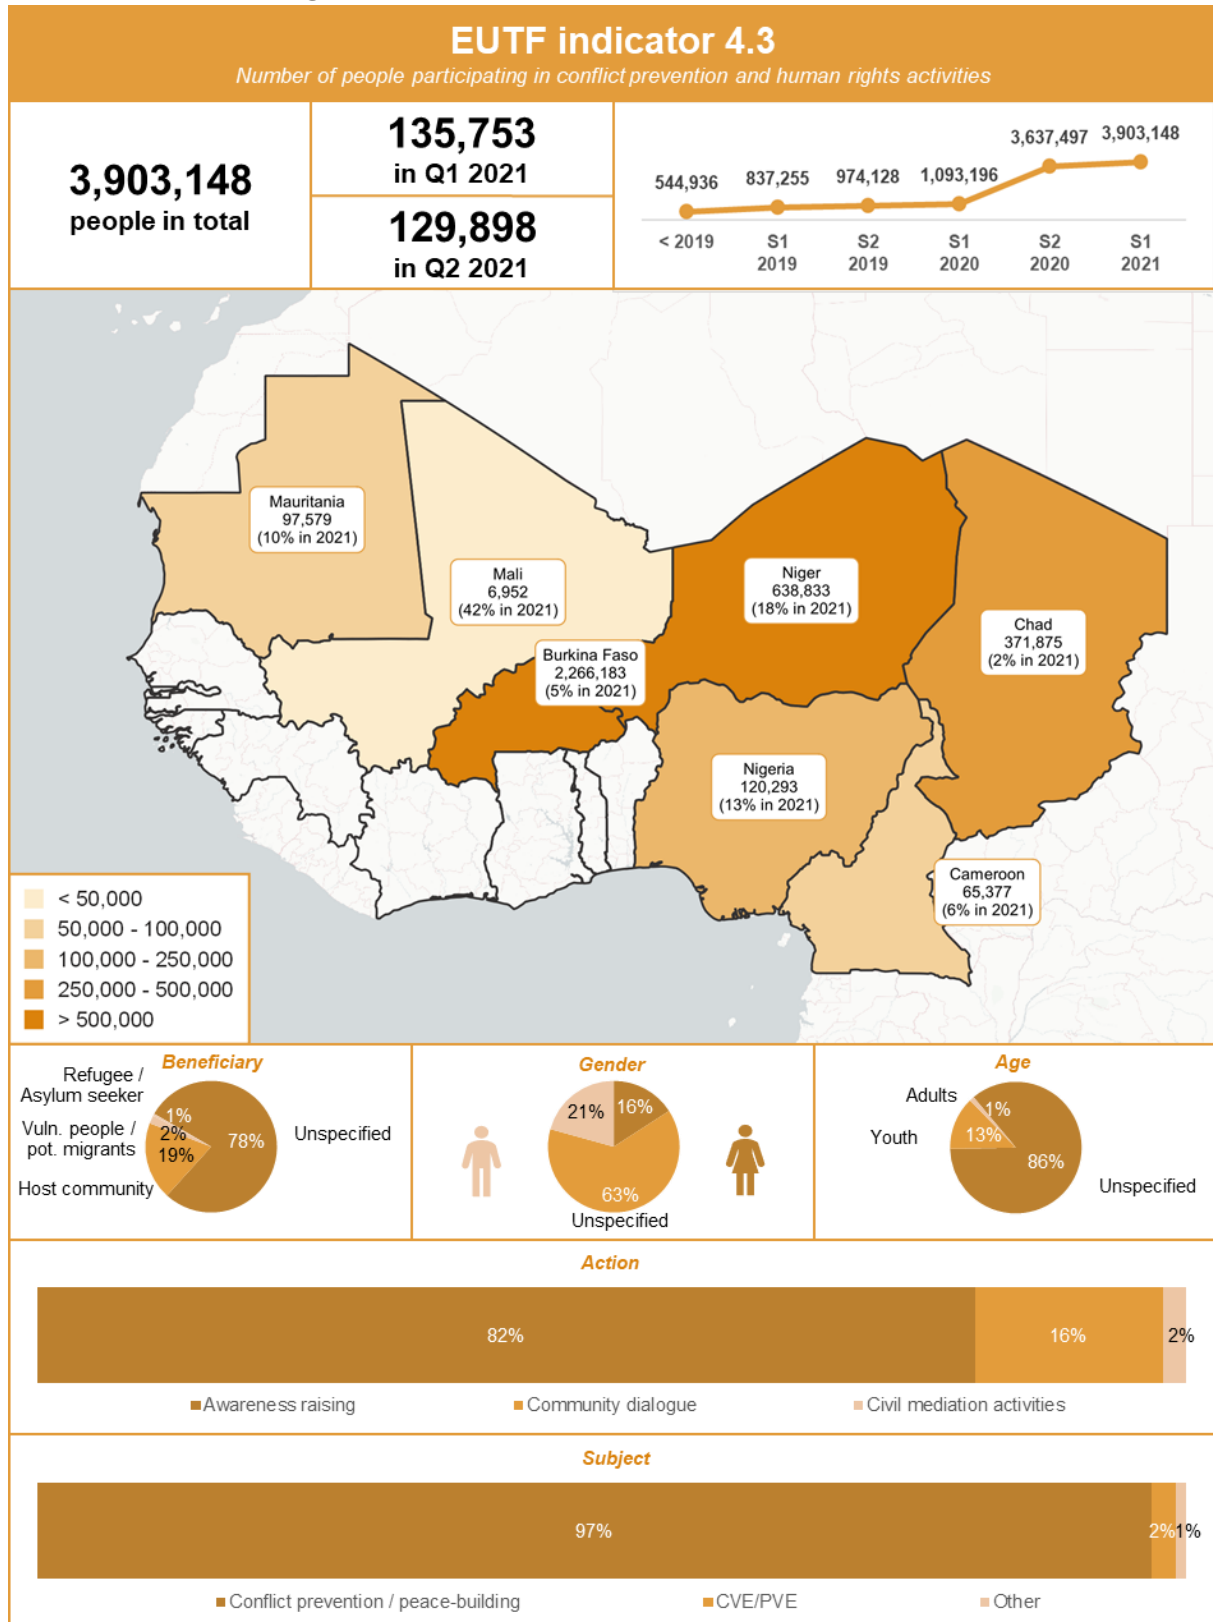 EUTF indicator 4.3
Number of people participating in conflict prevention and human rights activities
3,903,148
people in total
135,753
in Q1 2021
129,898
in Q2 2021
544,936
837,255
974,128
1,093,196
3,637,497
3,903,148
< 2019
S1
2019
S2
2019
S1
2020
S2
2020
S1
2021
Mauritania
97,579
(10% in 2021)
Mali
6,952
(42% in 2021)
Niger
638,833
(18% in 2021)
Chad
371,875
(2% in 2021)
Burkina Faso
2,266,183
(5% in 2021)
Nigeria
120,293
(13% in 2021)
Cameroon
65,377
(6% in 2021)
< 50,000
50,000 - 100,000
100,000 - 250,000
250,000 - 500,000
> 500,000
Beneficiary
Refugee /
Asylum seeker
Vuln. people /
pot. migrants
Host community
1%
2%
19%
78%
Unspecified
Gender
21%
16%
63%
Unspecified
Age
Adults
Youth
1%
13%
86%
Unspecified
Action
82%
16%
2%
Awareness raising
Community dialogue
Civil mediation activities
Subject
97%
2%
1%
Conflict prevention / peace-building
CVE/PVE
Other